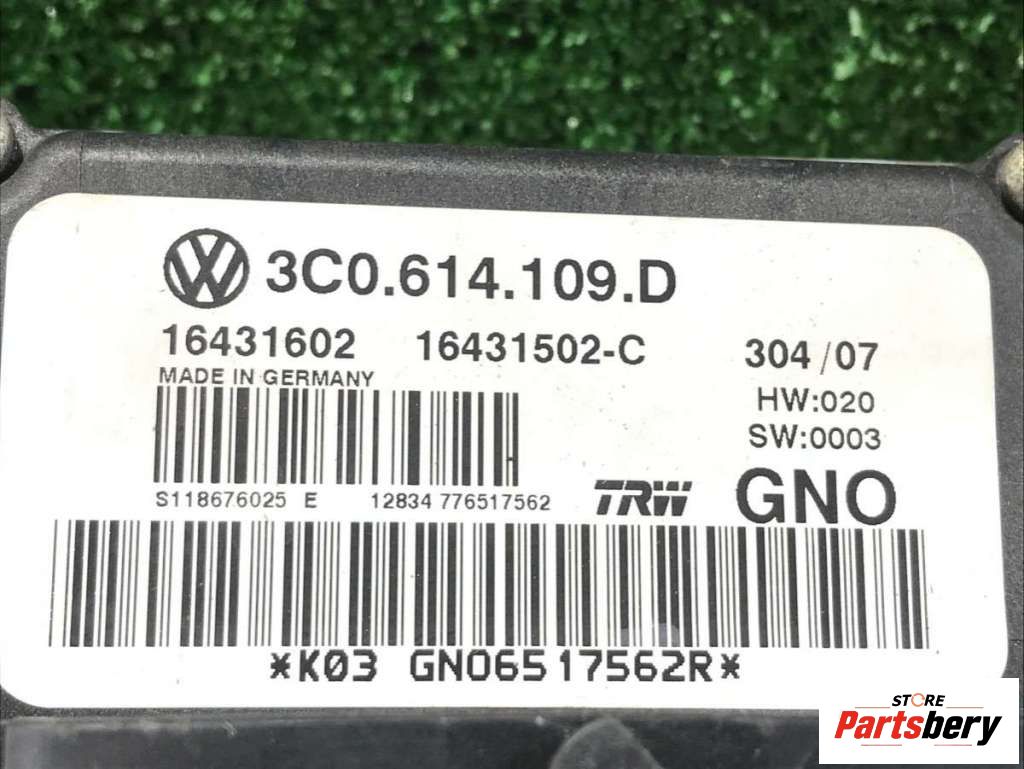 3C0.614.109.D
16431602 16431502-C 304/07
MADE IN GERMANY
HW:020
SW:0003
S118676025 E 12834 776517562 TRW GNO
*K03 GNO6517562R*
STORE
Partsbery